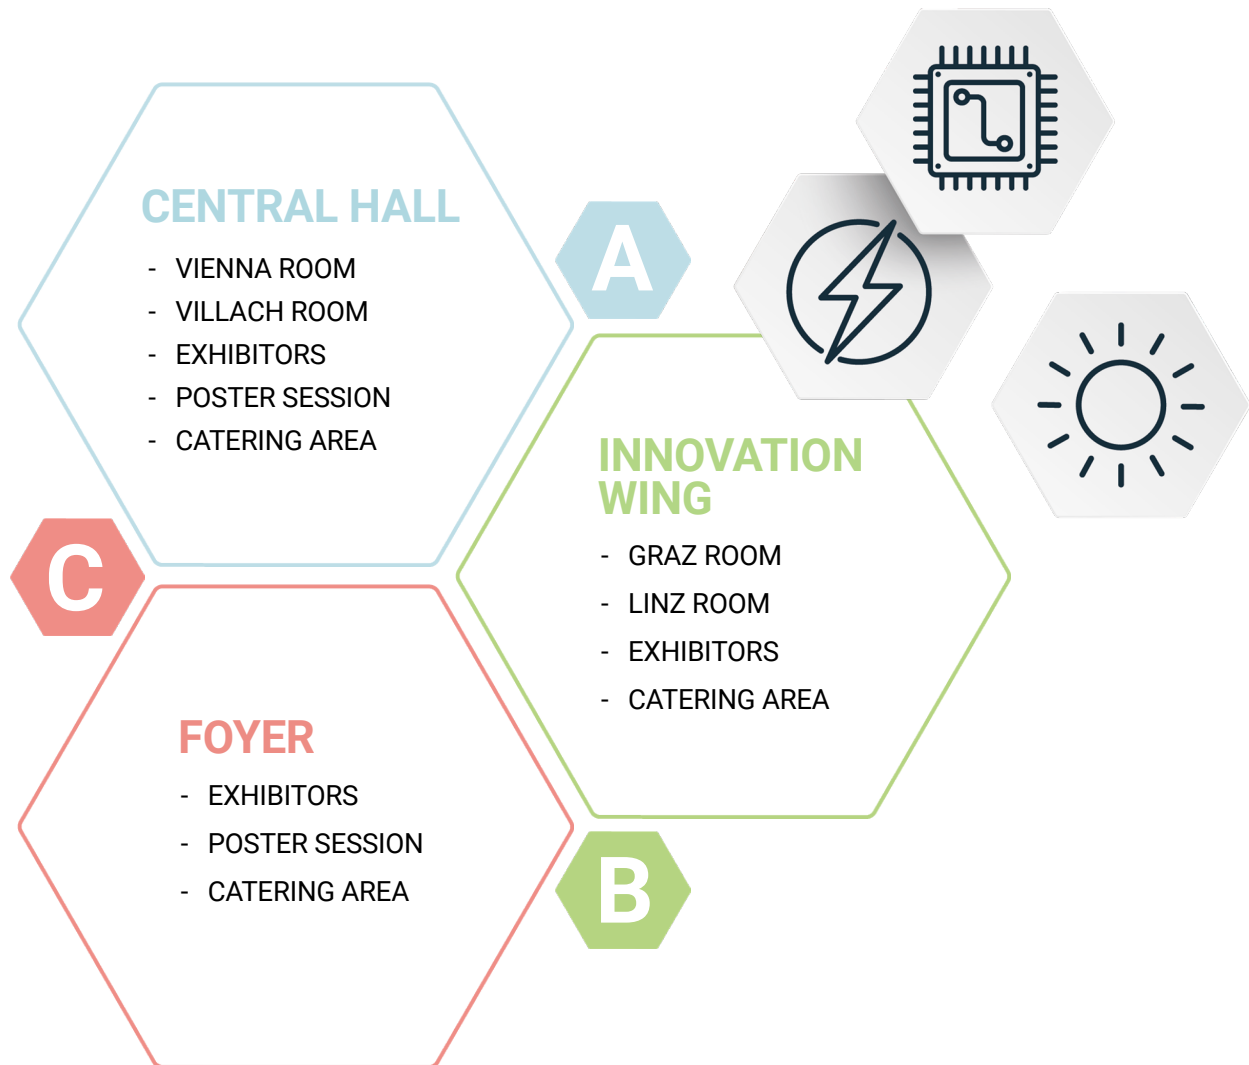 CENTRAL HALL
- VIENNA ROOM
- VILLACH ROOM
- EXHIBITORS
- POSTER SESSION
- CATERING AREA
A
INNOVATION
WING
- GRAZ ROOM
- LINZ ROOM
- EXHIBITORS
- CATERING AREA
B
C
FOYER
- EXHIBITORS
- POSTER SESSION
- CATERING AREA